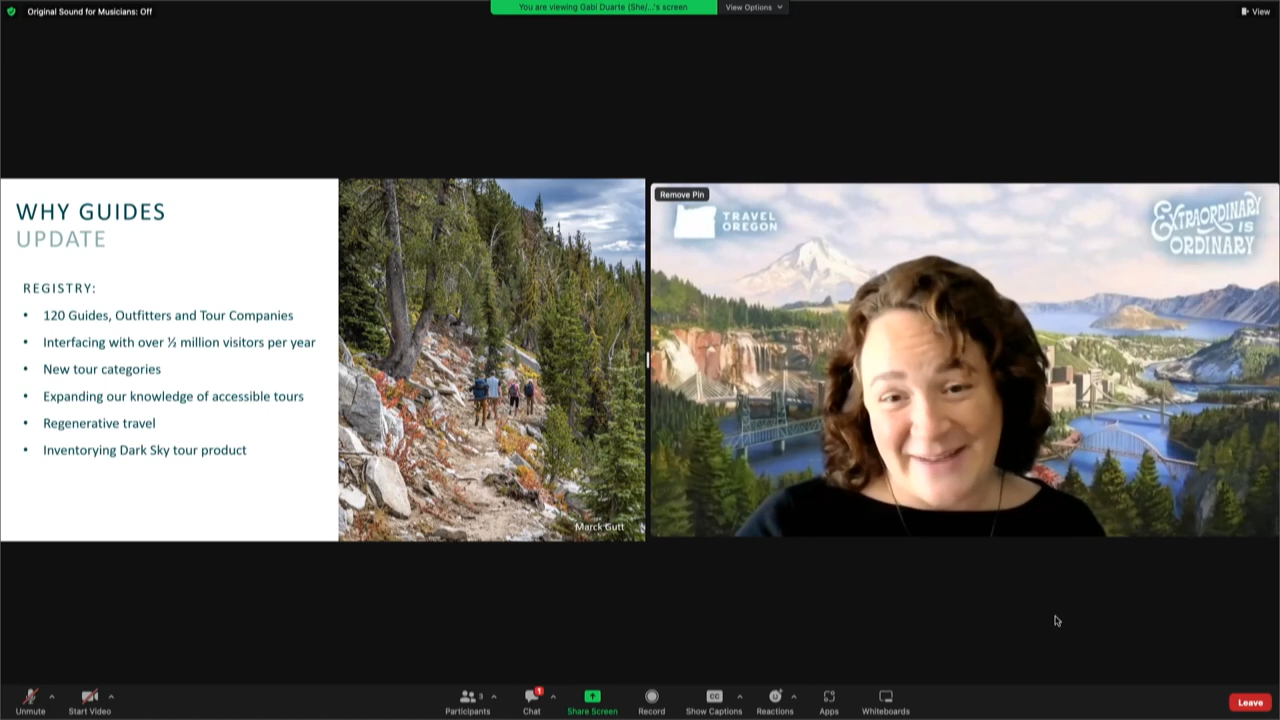 Original Sound for Musicians: Off
You are viewing Gabi Duarte (She/...'s screen
View Options
View
WHY GUIDES
UPDATE
REGISTRY:
• 120 Guides, Outfitters and Tour Companies
• Interfacing with over ½ million visitors per year
• New tour categories
• Expanding our knowledge of accessible tours
• Regenerative travel
• Inventorying Dark Sky tour product
Marck Gutt
Remove Pin
TRAVEL
OREGON
EXTRAORDINARY
IS
ORDINARY
Unmute
Start Video
3
Participants
1
Chat
Share Screen
Record
CC
Show Captions
Reactions
Apps
Whiteboards
Leave